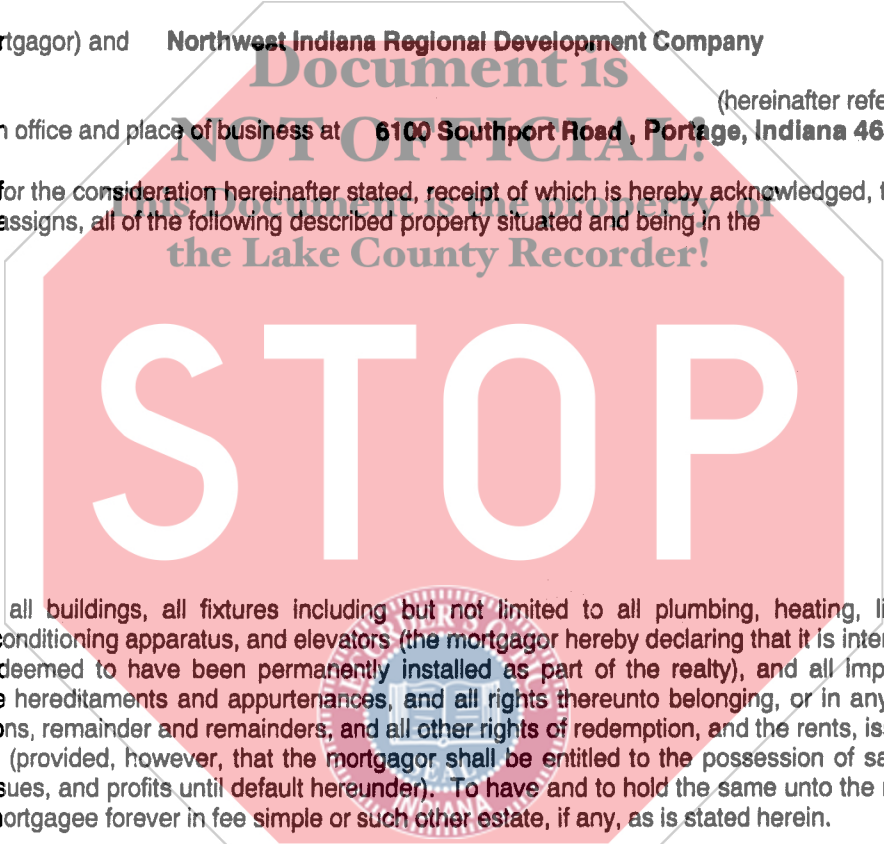 rtgagor) and Northwest Indiana Regional Development Company
Document is
(hereinafter refe
n office and place of business at 6100 Southport Road , Portage, Indiana 46
NOT OFFICIAL!
for the consideration hereinafter stated, receipt of which is hereby acknowledged, t
This Document is the property of
assigns, all of the following described property situated and being in the
the Lake County Recorder!
STOP
all buildings, all fixtures including but not limited to all plumbing, heating, li
conditioning apparatus, and elevators (the mortgagor hereby declaring that it is inter
deemed to have been permanently installed as part of the realty), and all Imp
e hereditaments and appurtenances, and all rights thereunto belonging, or in any
ons, remainder and remainders, and all other rights of redemption, and the rents, is
(provided, however, that the mortgagor shall be entitled to the possession of sa
sues, and profits until default hereunder). To have and to hold the same unto the
mortgagee forever in fee simple or such other estate, if any, as is stated herein.
RECORDER'S
SEAL
INDIANA